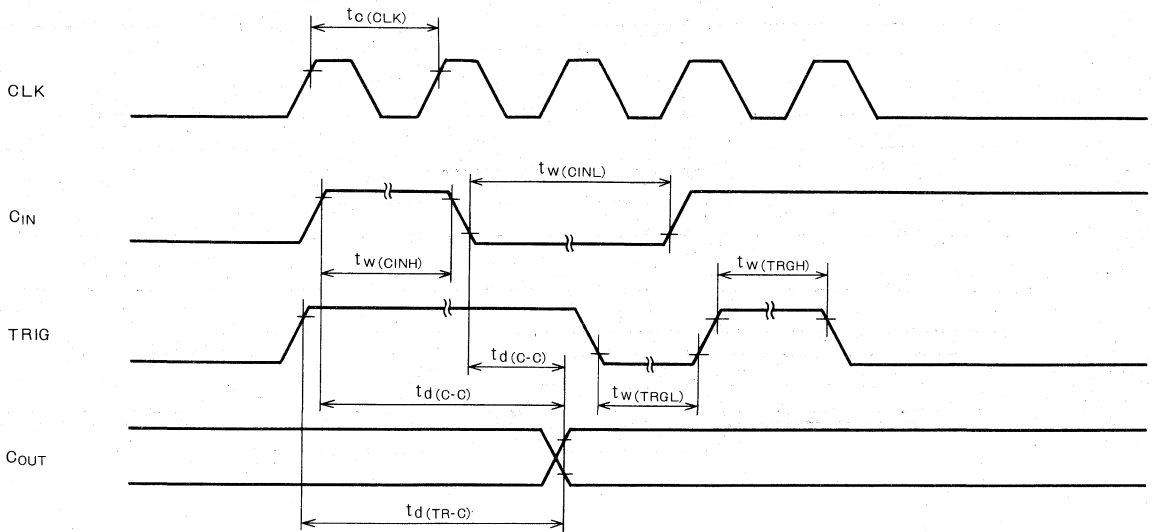 tC(CLK)
CLK
tW(CINL)
CIN
tW(CINH)
tW(TRGH)
TRIG
td(C-C)
td(C-C)
tW(TRGL)
COUT
td(TR-C)